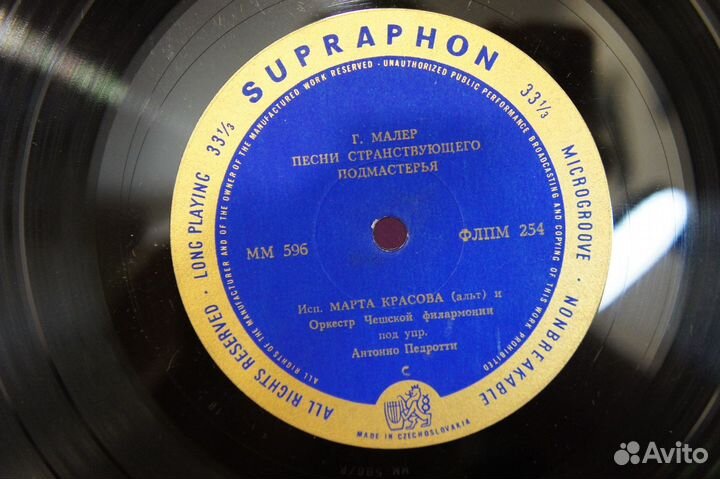 SUPRAPHON
33⅓
33⅓
LONG PLAYING
MICROGROOVE
ALL RIGHTS OF THE MANUFACTURER AND OF THE OWNER OF THE MANUFACTURED WORK RESERVED · UNAUTHORIZED PUBLIC PERFORMANCE BROADCASTING AND COPYING OF THIS WORK PROHIBITED
Г. МАЛЕР
ПЕСНИ СТРАНСТВУЮЩЕГО
ПОДМАСТЕРЬЯ
ММ 596
ФЛПМ 254
Исп. МАРТА КРАСОВА (альт) и
Оркестр Чешской филармонии
под упр.
Антонио Педротти
C
ALL RIGHTS RESERVED ·
· NONBREAKABLE
MADE IN CZECHOSLOVAKIA
Avito